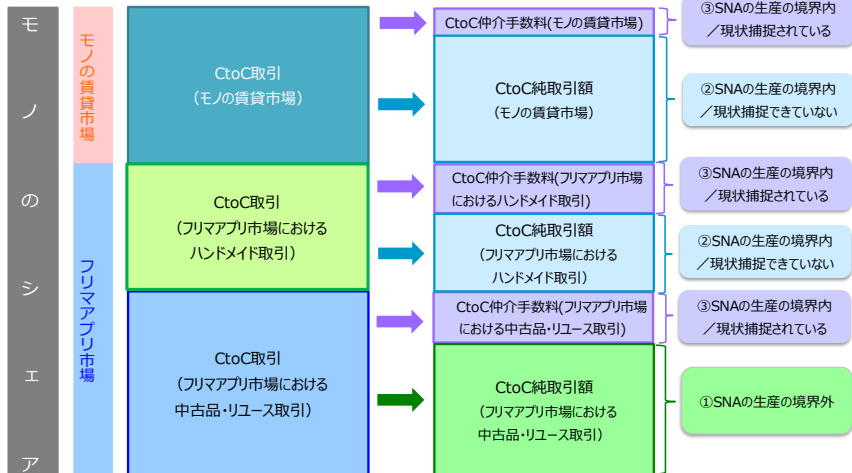 モノのシェア
モノの賃貸市場
フリマアプリ市場
CtoC取引
（モノの賃貸市場）
CtoC取引
（フリマアプリ市場における
ハンドメイド取引）
CtoC取引
（フリマアプリ市場における
中古品・リユース取引）
CtoC仲介手数料(モノの賃貸市場)
CtoC純取引額
（モノの賃貸市場）
CtoC仲介手数料(フリマアプリ市場
におけるハンドメイド取引)
CtoC純取引額
（フリマアプリ市場における
ハンドメイド取引）
CtoC仲介手数料(フリマアプリ市場
における中古品・リユース取引)
CtoC純取引額
（フリマアプリ市場における
中古品・リユース取引）
③SNAの生産の境界内
／現状捕捉されている
②SNAの生産の境界内
／現状捕捉できていない
③SNAの生産の境界内
／現状捕捉されている
②SNAの生産の境界内
／現状捕捉できていない
③SNAの生産の境界内
／現状捕捉されている
①SNAの生産の境界外